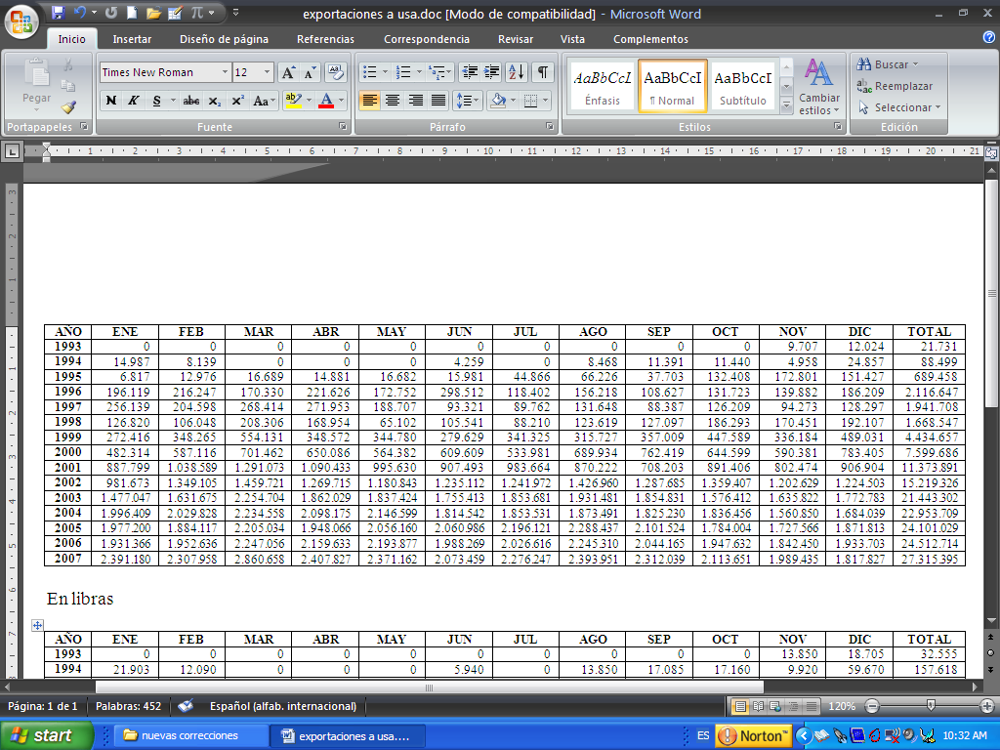 exportaciones a usa.doc [Modo de compatibilidad] - Microsoft Word
Inicio Insertar Diseño de página Referencias Correspondencia Revisar Vista Complementos
Pegar
Portapapeles
Times New Roman 12
N K S abc x₂ x² Aa
Fuente
Párrafo
AaBbCcI AaBbCcI AaBbCcI
Énfasis ¶ Normal Subtítulo
Cambiar estilos
Estilos
Buscar
Reemplazar
Seleccionar
Edición
1 2 3 4 5 6 7 8 9 10 11 12 13 14 15 16 17 18 19 20 21
AÑO ENE FEB MAR ABR MAY JUN JUL AGO SEP OCT NOV DIC TOTAL
1993 0 0 0 0 0 0 0 0 0 0 9.707 12.024 21.731
1994 14.987 8.139 0 0 0 4.259 0 8.468 11.391 11.440 4.958 24.857 88.499
1995 6.817 12.976 16.689 14.881 16.682 15.981 44.866 66.226 37.703 132.408 172.801 151.427 689.458
1996 196.119 216.247 170.330 221.626 172.752 298.512 118.402 156.218 108.627 131.723 139.882 186.209 2.116.647
1997 256.139 204.598 268.414 271.953 188.707 93.321 89.762 131.648 88.387 126.209 94.273 128.297 1.941.708
1998 126.820 106.048 208.306 168.954 65.102 105.541 88.210 123.619 127.097 186.293 170.451 192.107 1.668.547
1999 272.416 348.265 554.131 348.572 344.780 279.629 341.325 315.727 357.009 447.589 336.184 489.031 4.434.657
2000 482.314 587.116 701.462 650.086 564.382 609.609 533.981 689.934 762.419 644.599 590.381 783.405 7.599.686
2001 887.799 1.038.589 1.291.073 1.090.433 995.630 907.493 983.664 870.222 708.203 891.406 802.474 906.904 11.373.891
2002 981.673 1.349.105 1.459.721 1.269.715 1.180.843 1.235.112 1.241.972 1.426.960 1.287.685 1.359.407 1.202.629 1.224.503 15.219.326
2003 1.477.047 1.631.675 2.254.704 1.862.029 1.837.424 1.755.413 1.853.681 1.931.481 1.854.831 1.576.412 1.635.822 1.772.783 21.443.302
2004 1.996.409 2.029.828 2.234.558 2.098.175 2.146.599 1.814.542 1.853.531 1.873.491 1.825.230 1.836.456 1.560.850 1.684.039 22.953.709
2005 1.977.200 1.884.117 2.205.034 1.948.066 2.056.160 2.060.986 2.196.121 2.288.437 2.101.524 1.784.004 1.727.566 1.871.813 24.101.029
2006 1.931.366 1.952.636 2.247.056 2.159.633 2.193.877 1.988.269 2.026.616 2.245.310 2.044.165 1.947.632 1.842.450 1.933.703 24.512.714
2007 2.391.180 2.307.958 2.860.658 2.407.827 2.371.162 2.073.459 2.276.247 2.393.951 2.312.039 2.113.651 1.989.435 1.817.827 27.315.395
En libras
AÑO ENE FEB MAR ABR MAY JUN JUL AGO SEP OCT NOV DIC TOTAL
1993 0 0 0 0 0 0 0 0 0 0 13.850 18.705 32.555
1994 21.903 12.090 0 0 0 5.940 0 13.850 17.085 17.160 9.920 59.670 157.618
Página: 1 de 1 Palabras: 452 Español (alfab. internacional) 120%
start nuevas correcciones exportaciones a usa.... ES Norton™ 10:32 AM